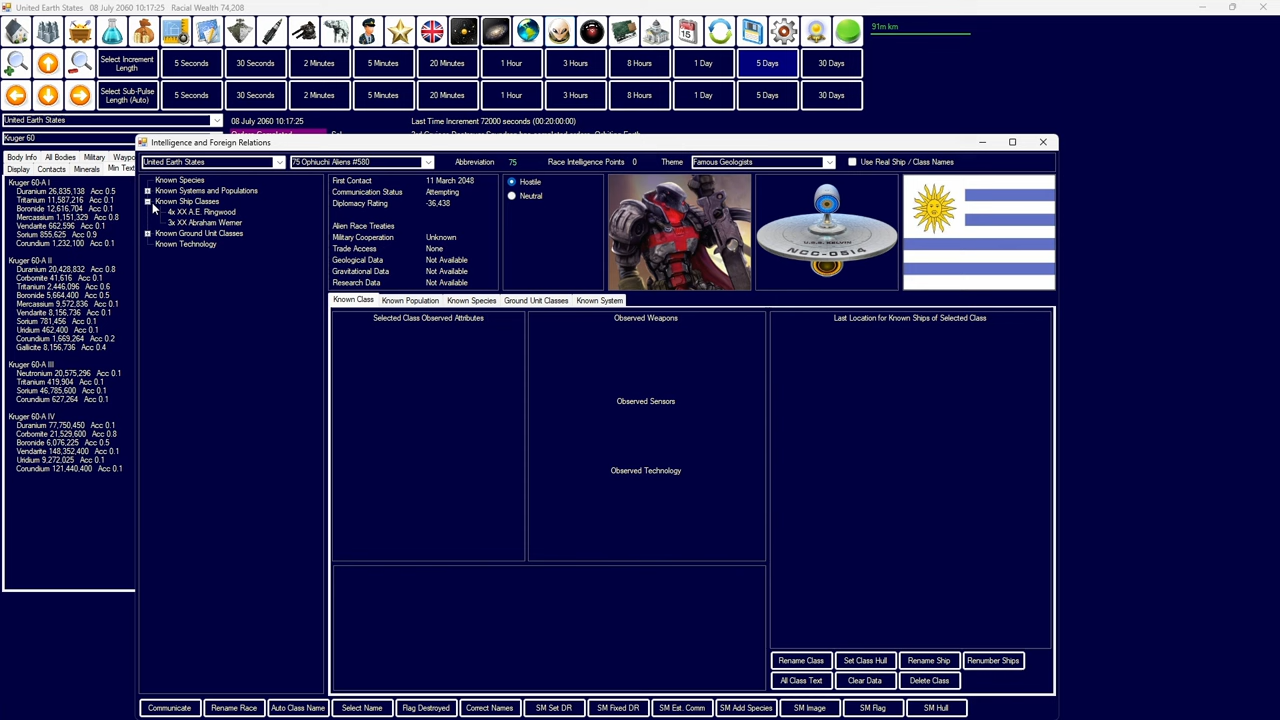 United Earth States   08 July 2060 10:17:25   Racial Wealth 74,208
91m km
Select Increment Length
5 Seconds
30 Seconds
2 Minutes
5 Minutes
20 Minutes
1 Hour
3 Hours
8 Hours
1 Day
5 Days
30 Days
Select Sub-Pulse Length (Auto)
5 Seconds
30 Seconds
2 Minutes
5 Minutes
20 Minutes
1 Hour
3 Hours
8 Hours
1 Day
5 Days
30 Days
United Earth States
08 July 2060 10:17:25
Last Time Increment 72000 seconds (00:20:00:00)
Kruger 60
Body Info
All Bodies
Military
Display
Contacts
Minerals
Min Text
Kruger 60-A I
Duranium 26,835,138 Acc 0.5
Tritanium 11,587,216 Acc 0.1
Boronide 12,616,704 Acc 0.1
Mercassium 1,151,329 Acc 0.8
Vendarite 662,596 Acc 0.1
Sorium 855,625 Acc 0.9
Corundium 1,232,100 Acc 0.1
Kruger 60-A II
Duranium 20,428,832 Acc 0.8
Corbomite 41,616 Acc 0.1
Tritanium 2,446,096 Acc 0.6
Boronide 5,664,400 Acc 0.5
Mercassium 9,572,836 Acc 0.1
Vendarite 8,156,736 Acc 0.1
Sorium 781,456 Acc 0.1
Uridium 462,400 Acc 0.1
Corundium 1,669,264 Acc 0.2
Gallicite 8,156,736 Acc 0.4
Kruger 60-A III
Neutronium 20,575,296 Acc 0.1
Tritanium 419,904 Acc 0.1
Sorium 46,785,600 Acc 0.1
Corundium 627,264 Acc 0.1
Kruger 60-A IV
Duranium 77,750,450 Acc 0.1
Corbomite 21,529,600 Acc 0.8
Boronide 6,076,225 Acc 0.5
Vendarite 148,352,400 Acc 0.1
Uridium 9,272,025 Acc 0.1
Corundium 121,440,400 Acc 0.1
Intelligence and Foreign Relations
United Earth States
75 Ophiuchi Aliens #580
Abbreviation 75
Race Intelligence Points 0
Theme Famous Geologists
Use Real Ship / Class Names
Known Species
Known Systems and Populations
Known Ship Classes
4x XX A.E. Ringwood
3x XX Abraham Werner
Known Ground Unit Classes
Known Technology
First Contact 11 March 2048
Communication Status Attempting
Diplomacy Rating -36,438
Alien Race Treaties
Military Cooperation Unknown
Trade Access None
Geological Data Not Available
Gravitational Data Not Available
Research Data Not Available
Hostile
Neutral
U.S.S. KELVIN
NCC-0514
Known Class
Known Population
Known Species
Ground Unit Classes
Known System
Selected Class Observed Attributes
Observed Weapons
Observed Sensors
Observed Technology
Last Location for Known Ships of Selected Class
Rename Class
Set Class Hull
Rename Ship
Renumber Ships
All Class Text
Clear Data
Delete Class
Communicate
Rename Race
Auto Class Name
Select Name
Flag Destroyed
Correct Names
SM Set DR
SM Fixed DR
SM Est. Comm
SM Add Species
SM Image
SM Flag
SM Hull